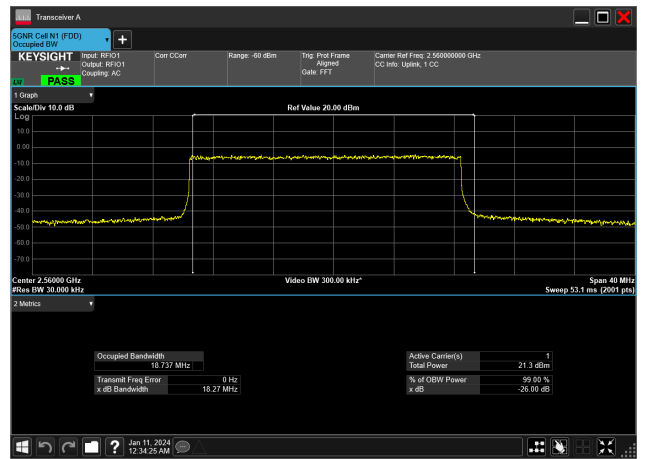 Transceiver A
5GNR Cell N1 (FDD)
Occupied BW
KEYSIGHT
Input: RFIO1
Output: RFIO1
Coupling: AC
Corr CCorr
Range: -60 dBm
Trig: Prot Frame
Aligned
Gate: FFT
Carrier Ref Freq: 2.560000000 GHz
CC Info: Uplink, 1 CC
PASS
1 Graph
Scale/Div 10.0 dB
Ref Value 20.00 dBm
Log
10.0
0.00
-10.0
-20.0
-30.0
-40.0
-50.0
-60.0
-70.0
Center 2.56000 GHz
Video BW 300.00 kHz*
Span 40 MHz
#Res BW 30.000 kHz
Sweep 53.1 ms (2001 pts)
2 Metrics
Occupied Bandwidth
18.737 MHz
Transmit Freq Error 0 Hz
x dB Bandwidth 18.27 MHz
Active Carrier(s) 1
Total Power 21.3 dBm
% of OBW Power 99.00 %
x dB -26.00 dB
Jan 11, 2024
12:34:25 AM